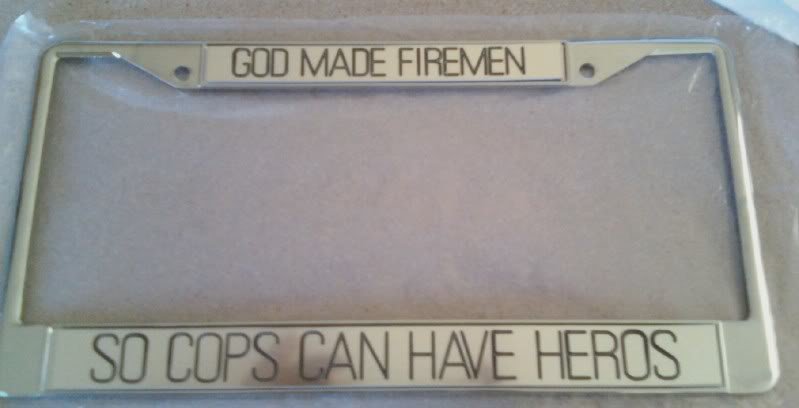 GOD MADE FIREMEN
SO COPS CAN HAVE HEROS